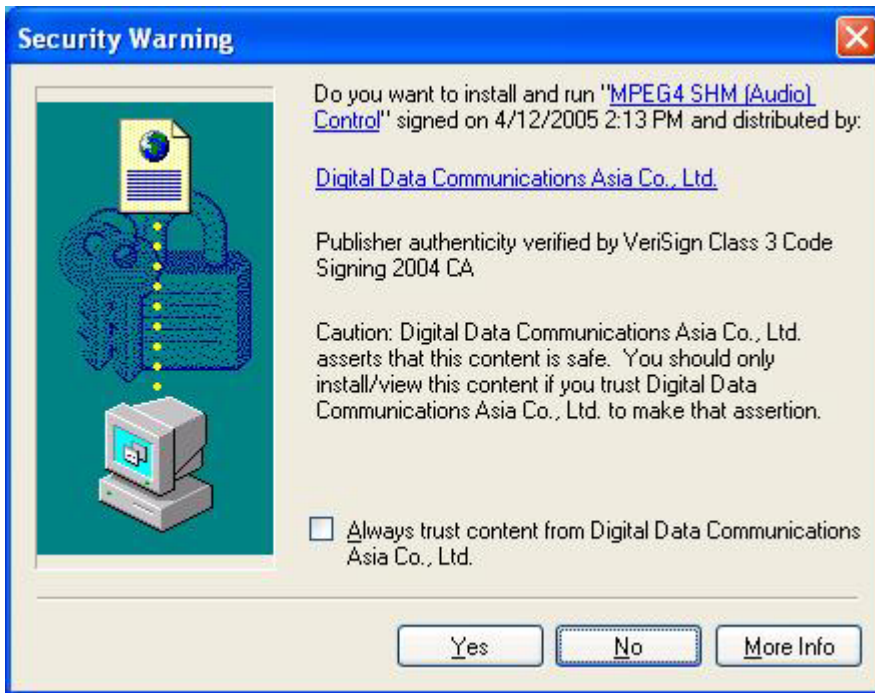 Security Warning
Do you want to install and run "MPEG4 SHM (Audio)
Control" signed on 4/12/2005 2:13 PM and distributed by:
Digital Data Communications Asia Co., Ltd.
Publisher authenticity verified by VeriSign Class 3 Code
Signing 2004 CA
Caution: Digital Data Communications Asia Co., Ltd.
asserts that this content is safe.  You should only
install/view this content if you trust Digital Data
Communications Asia Co., Ltd. to make that assertion.
Always trust content from Digital Data Communications
Asia Co., Ltd.
Yes
No
More Info